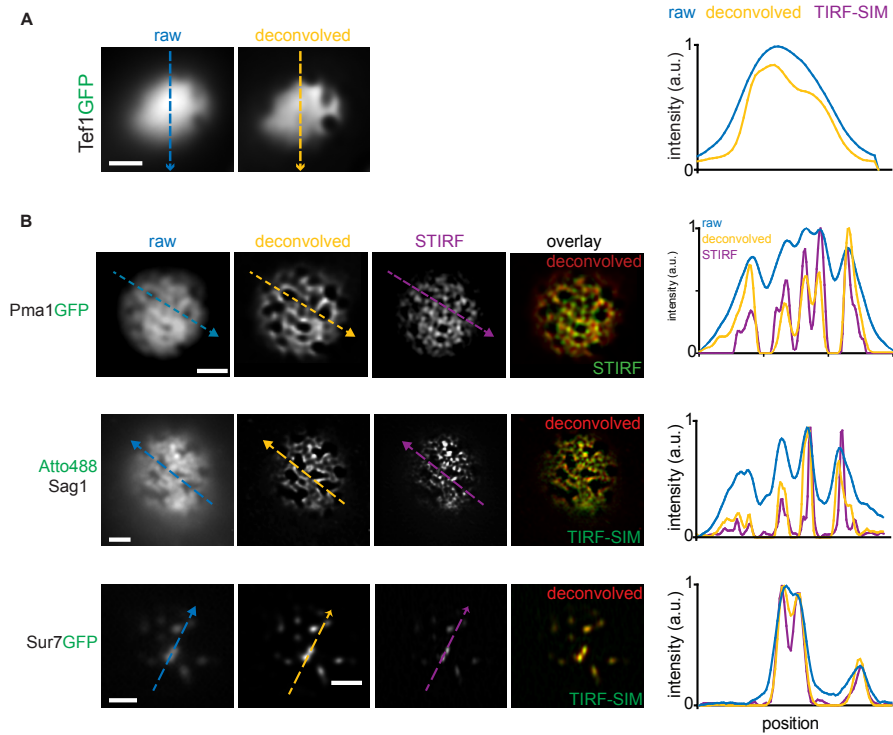 A
raw
deconvolved
Tef1GFP
raw deconvolved TIRF-SIM
intensity (a.u.)
1
0
B
raw
deconvolved
STIRF
overlay
Pma1GFP
deconvolved
STIRF
raw
deconvolved
STIRF
intensity (a.u.)
1
0
Atto488
Sag1
deconvolved
TIRF-SIM
intensity (a.u.)
1
0
Sur7GFP
deconvolved
TIRF-SIM
intensity (a.u.)
1
0
position